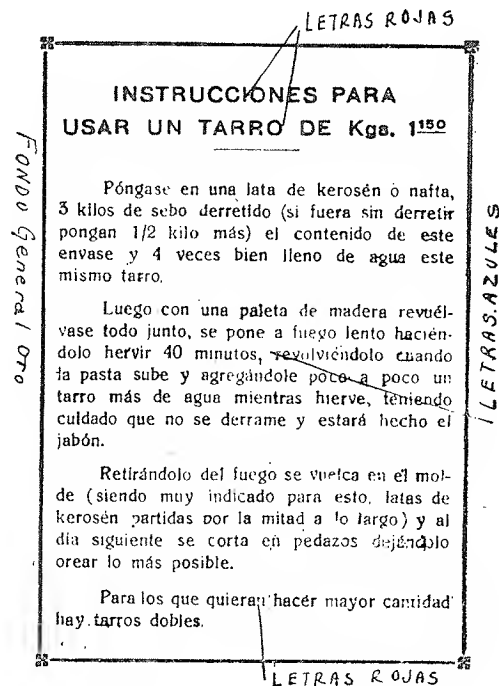 LETRAS ROJAS
INSTRUCCIONES PARA
USAR UN TARRO DE Kgs. 1150
Póngase en una lata de kerosén o nafta,
3 kilos de sebo derretido (si fuera sin derretir
pongan 1/2 kilo más) el contenido de este
envase y 4 veces bien lleno de agua este
mismo tarro.
Luego con una paleta de madera revuél-
vase todo junto, se pone a fuego lento hacién-
dolo hervir 40 minutos, revolviéndolo cuando
la pasta sube y agregándole poco a poco un
tarro más de agua mientras hierve, teniendo
cuidado que no se derrame y estará hecho el
jabón.
Retirándolo del fuego se vuelca en el mol-
de (siendo muy indicado para esto, latas de
kerosén partidas por la mitad a lo largo) y al
día siguiente se corta en pedazos dejándolo
orear lo más posible.
Para los que quieran hacer mayor cantidad
hay tarros dobles.
FONDO General Oro
LETRAS AZULES
LETRAS ROJAS